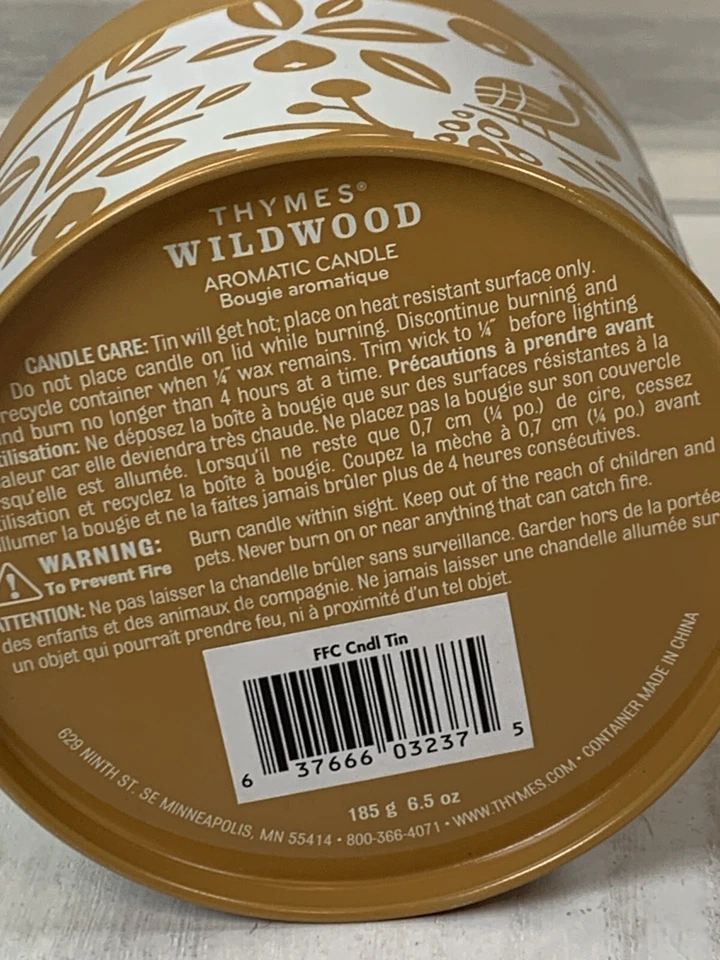 THYMES®
WILDWOOD
AROMATIC CANDLE
Bougie aromatique
CANDLE CARE: Tin will get hot; place on heat resistant surface only.
Do not place candle on lid while burning. Discontinue burning and
recycle container when ¼" wax remains. Trim wick to ¼" before lighting
and burn no longer than 4 hours at a time. Précautions à prendre avant
utilisation: Ne déposez la boîte à bougie que sur des surfaces résistantes à la
aleur car elle deviendra très chaude. Ne placez pas la bougie sur son couvercle
rsqu'elle est allumée. Lorsqu'il ne reste que 0,7 cm (¼ po.) de cire, cessez
tilisation et recyclez la boîte à bougie. Coupez la mèche à 0,7 cm (¼ po.) avant
allumer la bougie et ne la faites jamais brûler plus de 4 heures consécutives.
WARNING:
To Prevent Fire
Burn candle within sight. Keep out of the reach of children and
pets. Never burn on or near anything that can catch fire.
ATTENTION: Ne pas laisser la chandelle brûler sans surveillance. Garder hors de la portée
des enfants et des animaux de compagnie. Ne jamais laisser une chandelle allumée sur
un objet qui pourrait prendre feu, ni à proximité d'un tel objet.
FFC Cndl Tin
6 37666 03237 5
185 g 6.5 oz
629 NINTH ST. SE MINNEAPOLIS, MN 55414 • 800-366-4071 • WWW.THYMES.COM • CONTAINER MADE IN CHINA